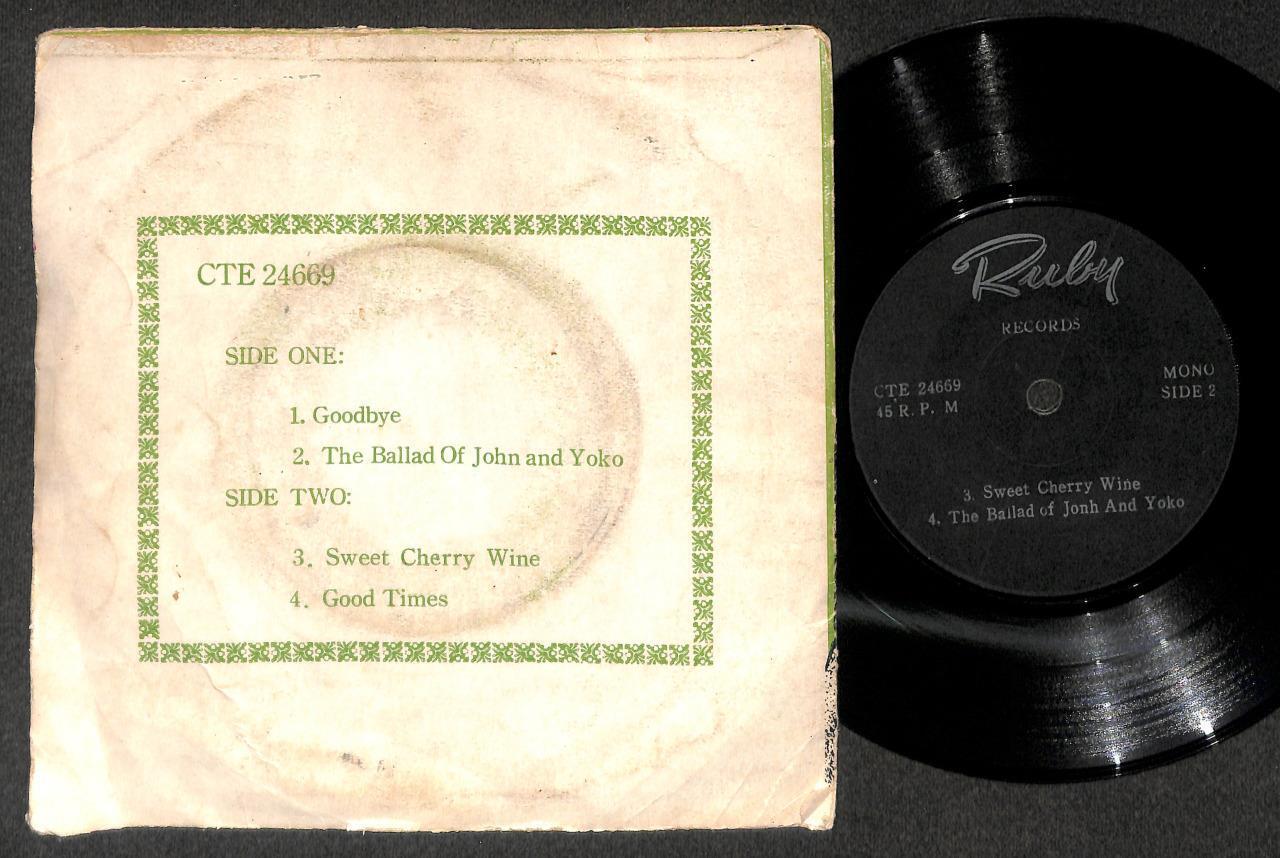 CTE 24669
SIDE ONE:
1. Goodbye
2. The Ballad Of John and Yoko
SIDE TWO:
3. Sweet Cherry Wine
4. Good Times
Ruby
RECORDS
CTE 24669
45 R. P. M
MONO
SIDE 2
3. Sweet Cherry Wine
4. The Ballad of Jonh And Yoko